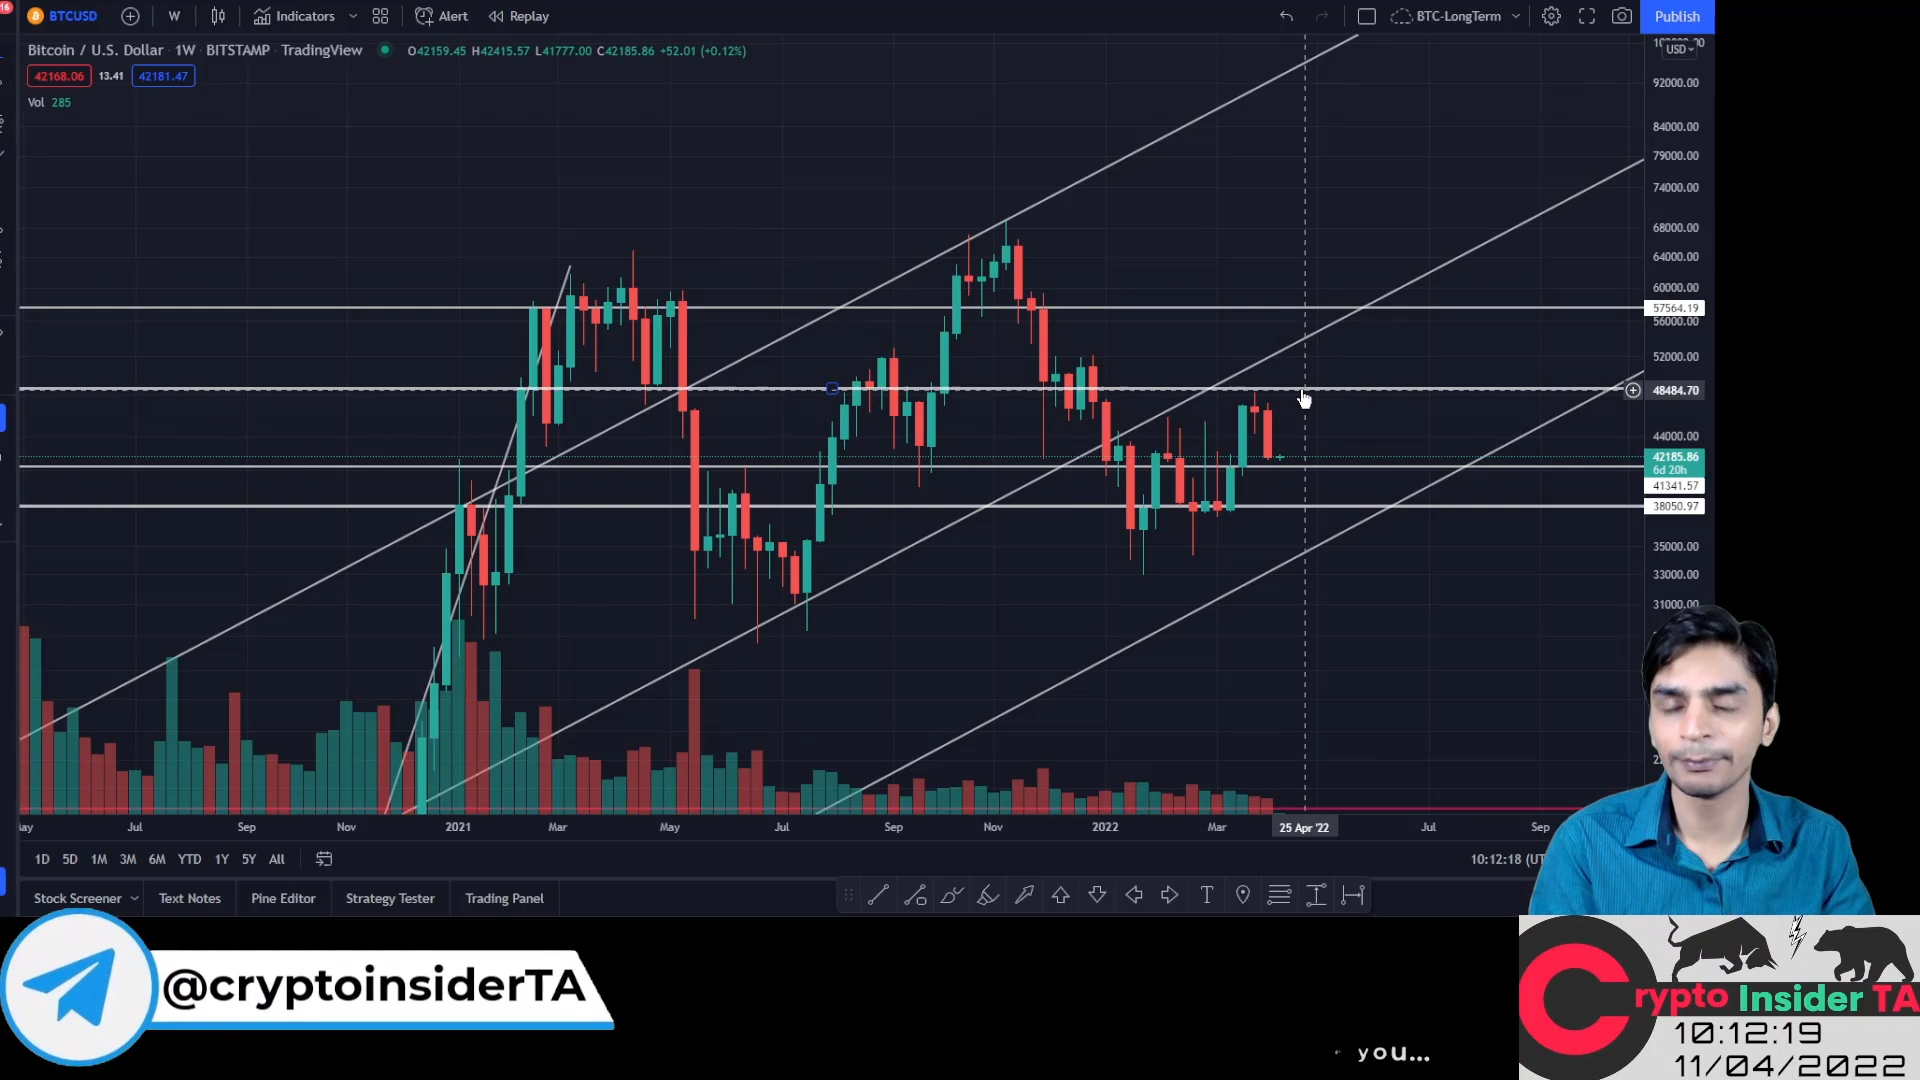 16
BTCUSD W Indicators Alert Replay BTC-LongTerm Publish
Bitcoin / U.S. Dollar 1W BITSTAMP TradingView O42159.45 H42415.57 L41777.00 C42185.86 +52.01 (+0.12%)
USD
42168.06 13.41 42181.47
Vol 285
92000.00
84000.00
79000.00
74000.00
68000.00
64000.00
60000.00
57564.19
56000.00
52000.00
48484.70
44000.00
42185.86
6d 20h
41341.57
38050.97
35000.00
33000.00
31000.00
Jul Sep Nov 2021 Mar May Jul Sep Nov 2022 Mar 25 Apr '22 Jul Sep
1D 5D 1M 3M 6M YTD 1Y 5Y All 10:12:18
Stock Screener Text Notes Pine Editor Strategy Tester Trading Panel
@cryptoinsiderTA
Crypto Insider TA
10:12:19
11/04/2022
you...